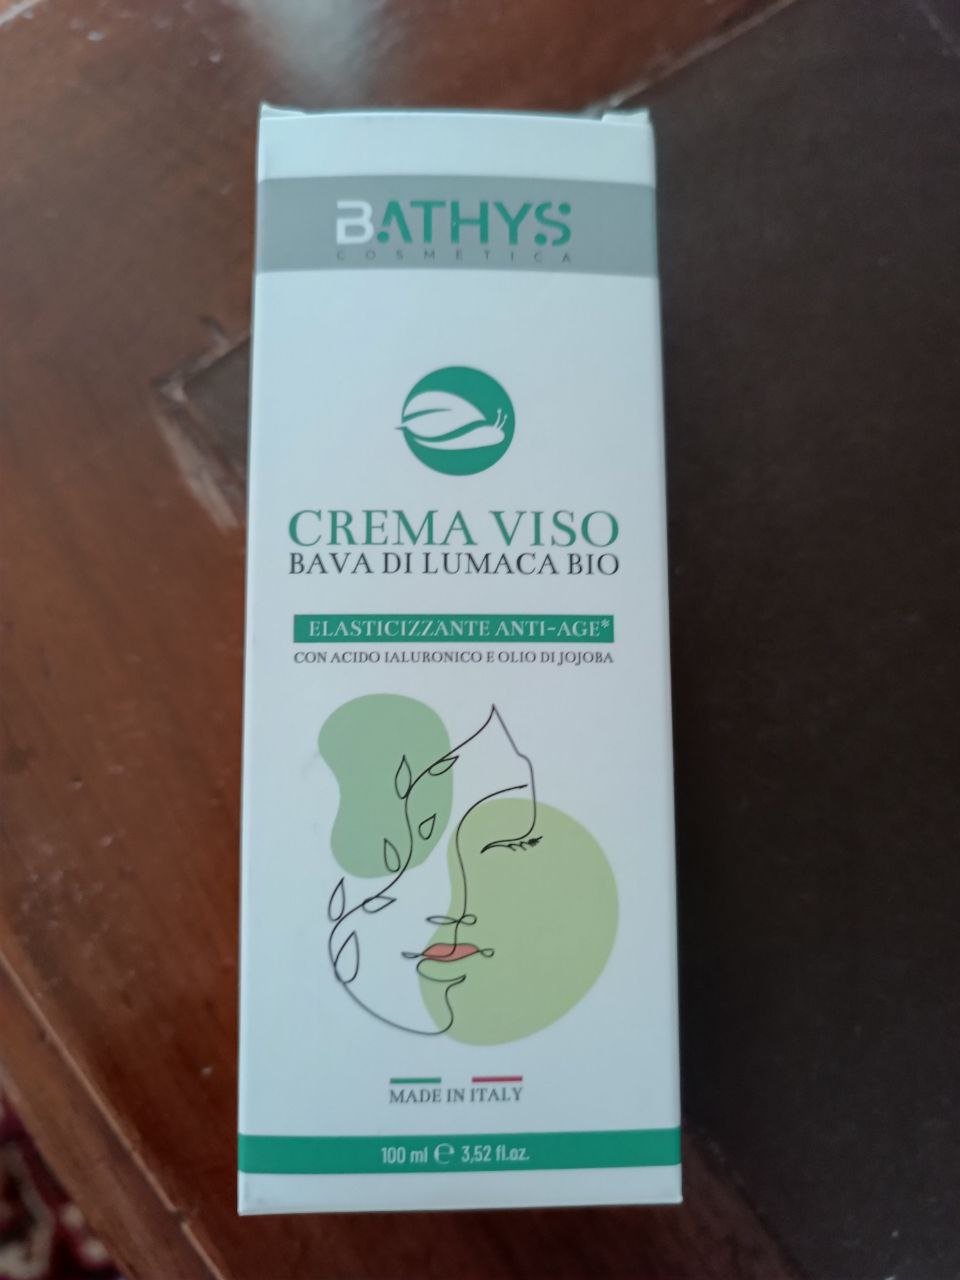 BATHYS
COSMETICA
CREMA VISO
BAVA DI LUMACA BIO
ELASTICIZZANTE ANTI-AGE*
CON ACIDO IALURONICO E OLIO DI JOJOBA
MADE IN ITALY
100 ml ℮ 3,52 fl.oz.